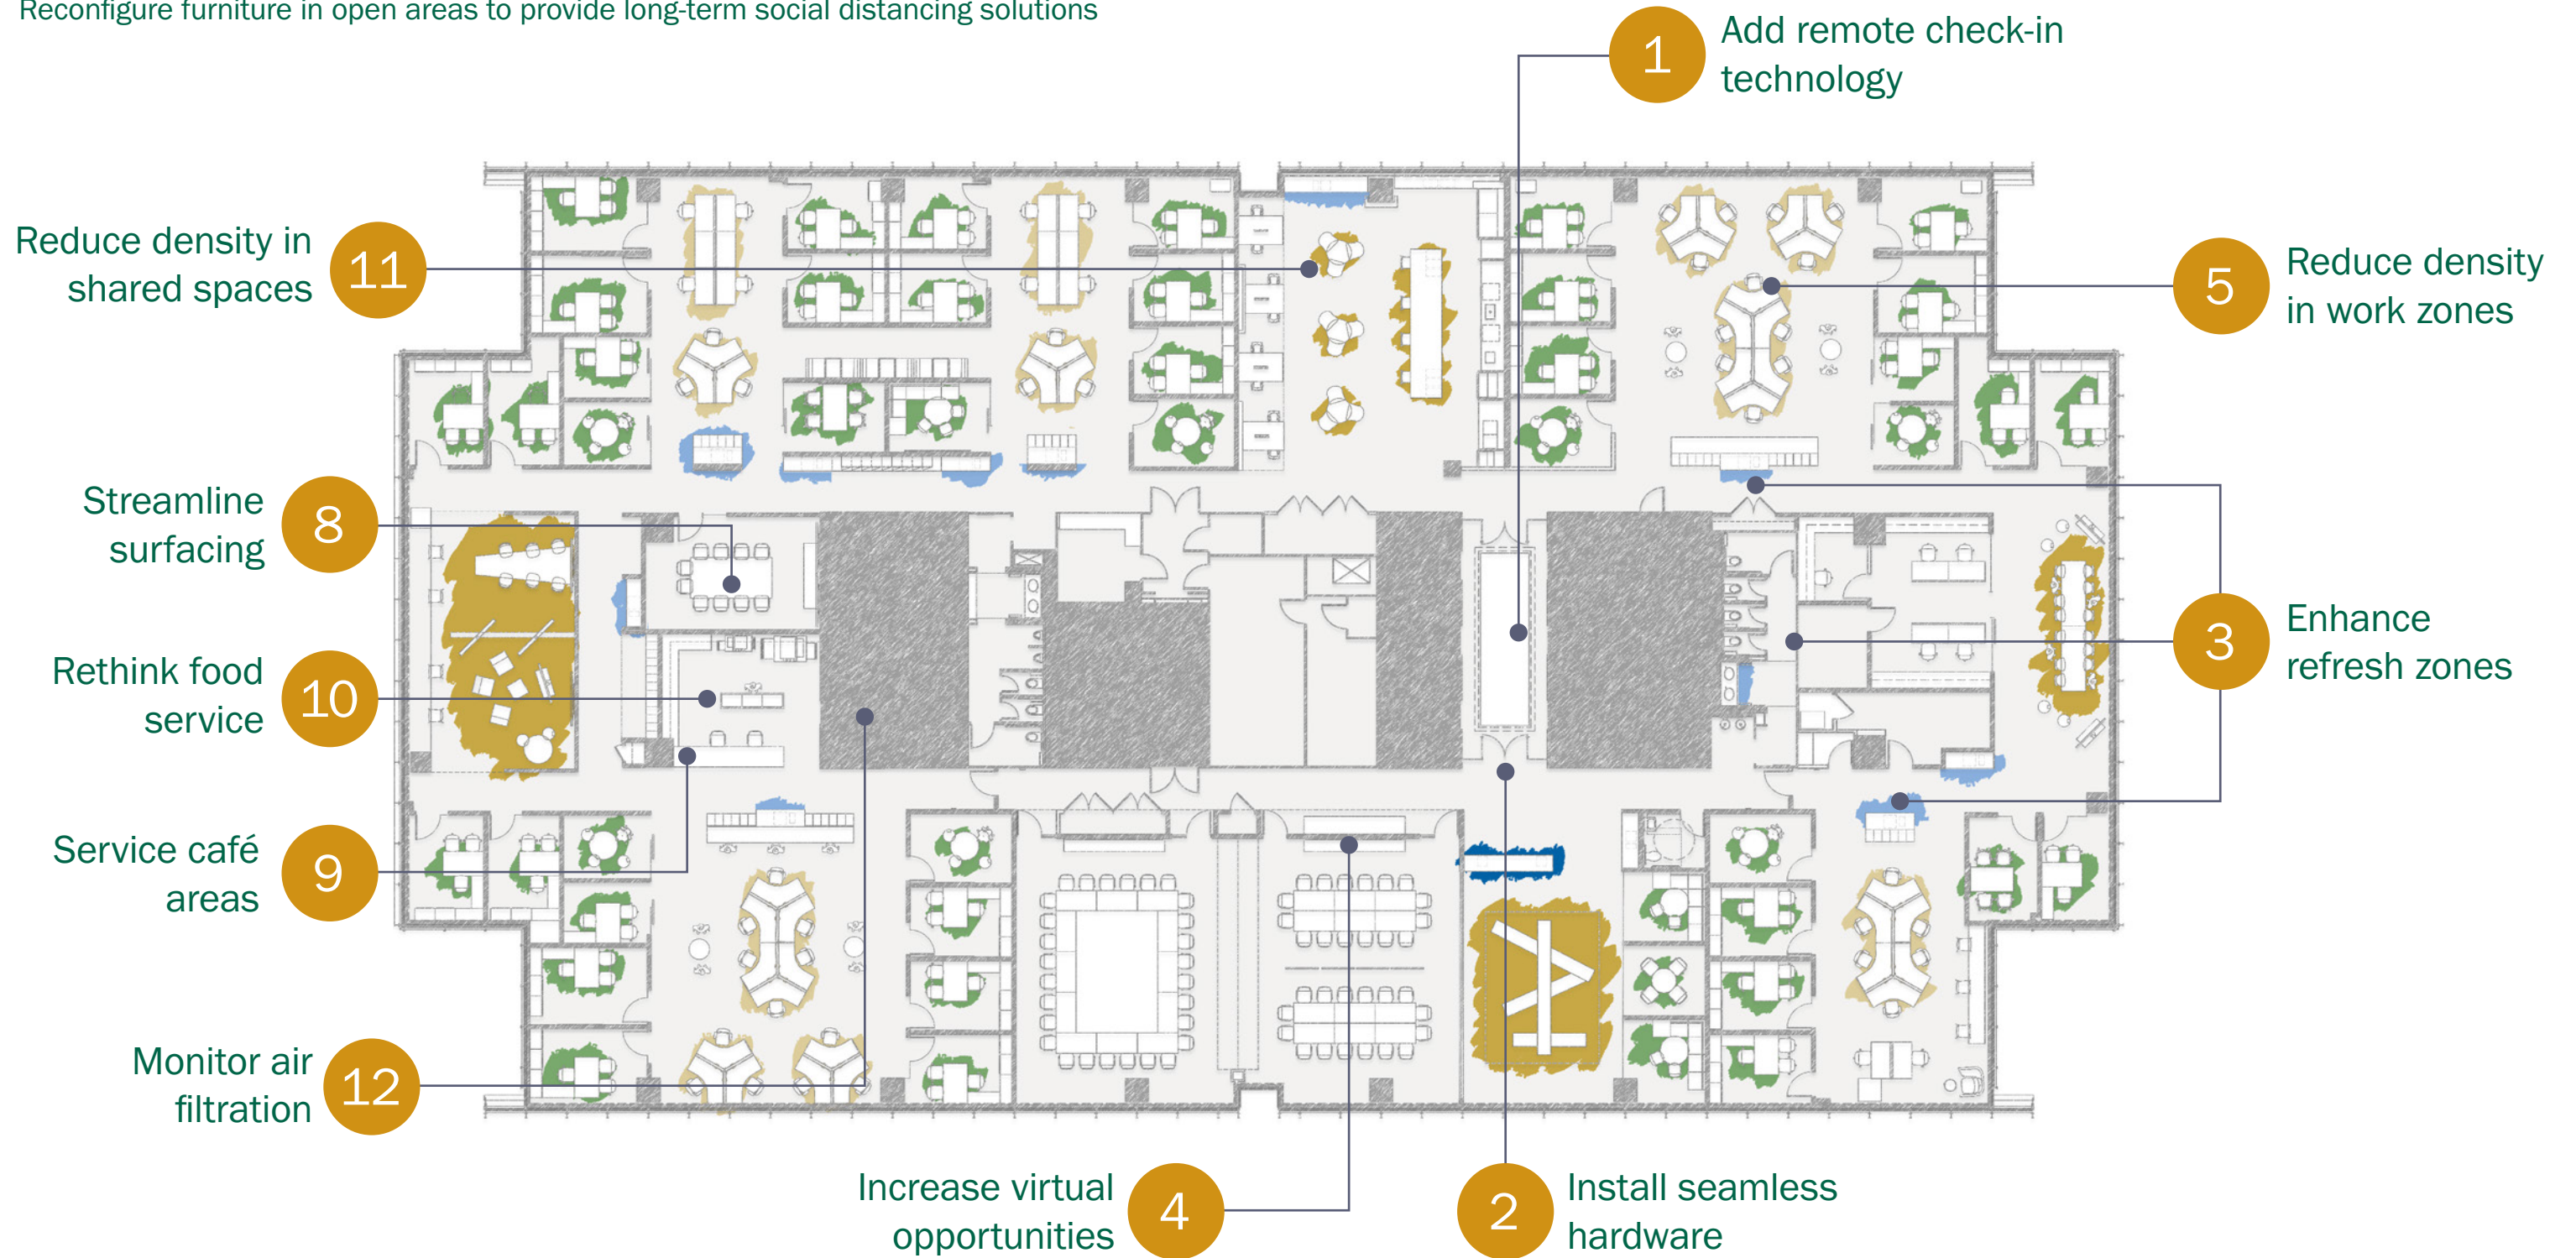 Reconfigure furniture in open areas to provide long-term social distancing solutions
1
Add remote check-in
technology
Reduce density in
shared spaces
11
5
Reduce density
in work zones
Streamline
surfacing
8
3
Enhance
refresh zones
Rethink food
service
10
Service café
areas
9
Monitor air
filtration
12
Increase virtual
opportunities
4
2
Install seamless
hardware